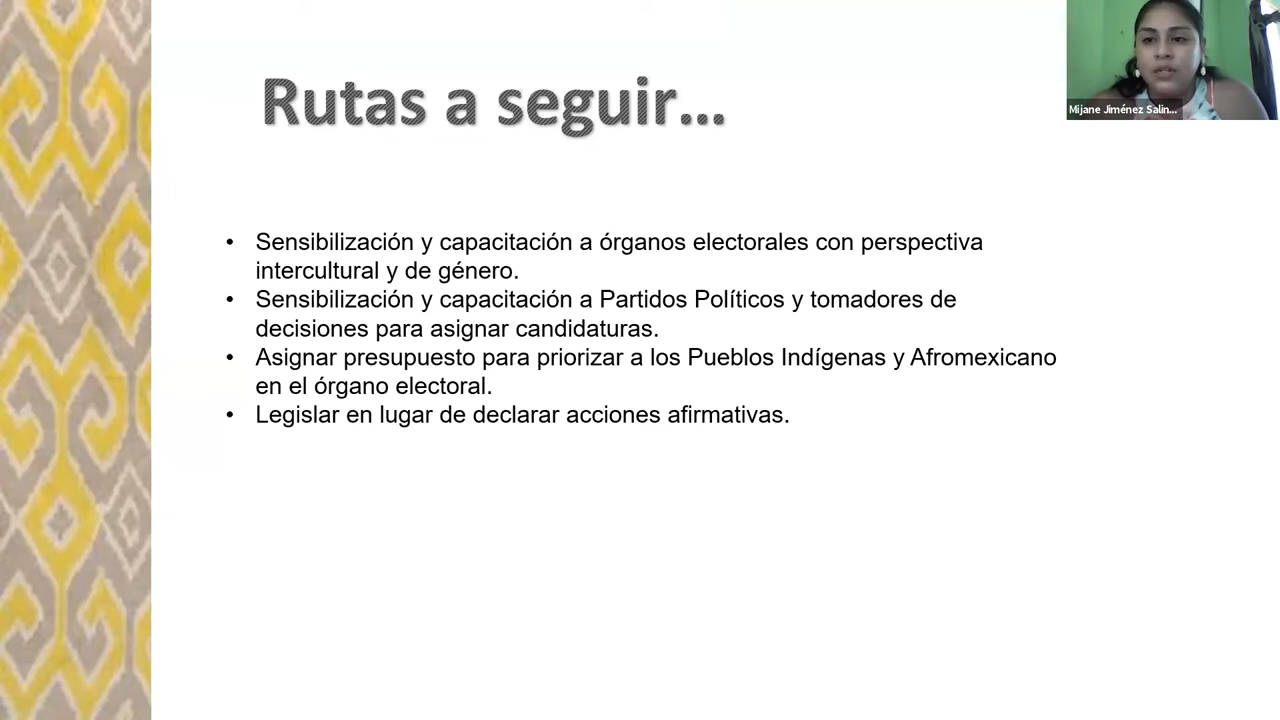 Rutas a seguir...
Mijane Jiménez Salin...
• Sensibilización y capacitación a órganos electorales con perspectiva
intercultural y de género.
• Sensibilización y capacitación a Partidos Políticos y tomadores de
decisiones para asignar candidaturas.
• Asignar presupuesto para priorizar a los Pueblos Indígenas y Afromexicano
en el órgano electoral.
• Legislar en lugar de declarar acciones afirmativas.